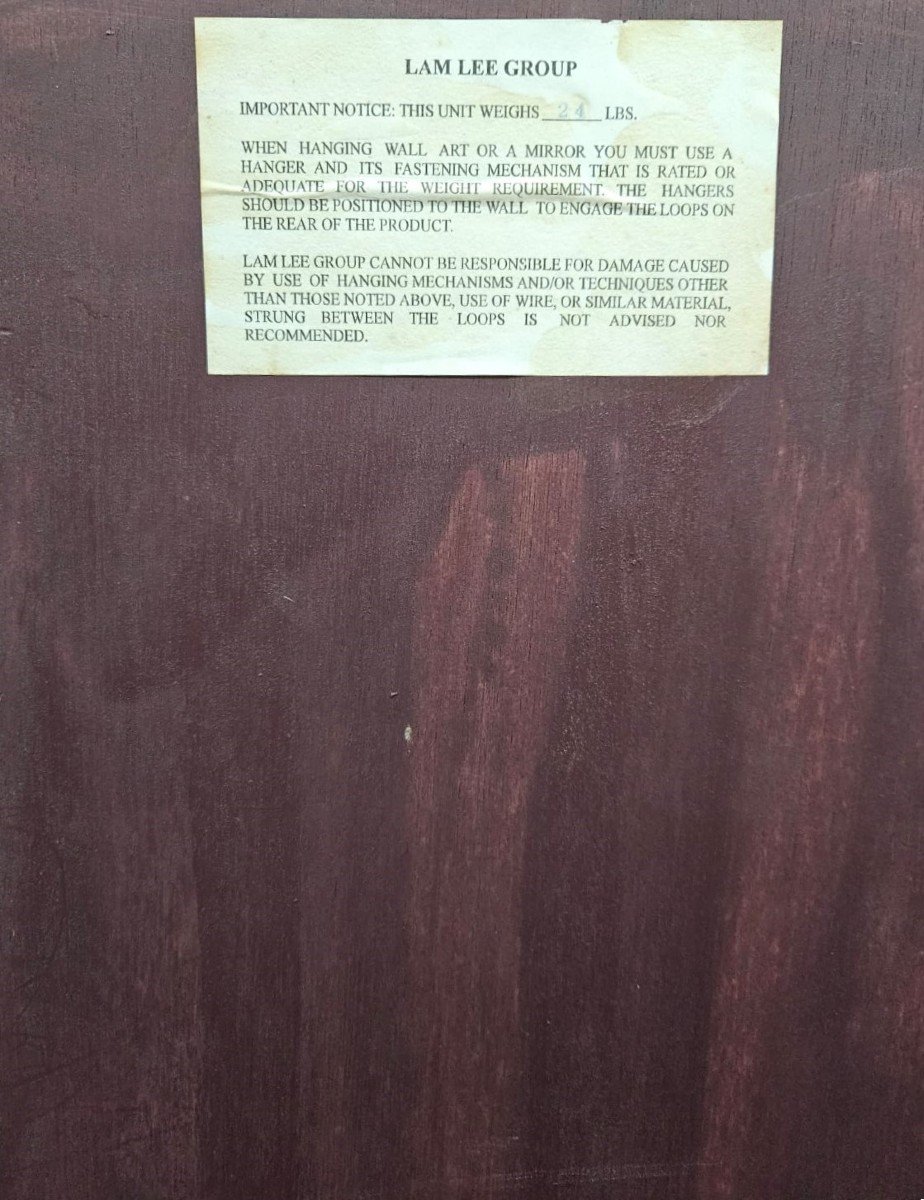 LAM LEE GROUP
IMPORTANT NOTICE: THIS UNIT WEIGHS 24 LBS.
WHEN HANGING WALL ART OR A MIRROR YOU MUST USE A
HANGER AND ITS FASTENING MECHANISM THAT IS RATED OR
ADEQUATE FOR THE WEIGHT REQUIREMENT. THE HANGERS
SHOULD BE POSITIONED TO THE WALL TO ENGAGE THE LOOPS ON
THE REAR OF THE PRODUCT.
LAM LEE GROUP CANNOT BE RESPONSIBLE FOR DAMAGE CAUSED
BY USE OF HANGING MECHANISMS AND/OR TECHNIQUES OTHER
THAN THOSE NOTED ABOVE, USE OF WIRE, OR SIMILAR MATERIAL,
STRUNG BETWEEN THE LOOPS IS NOT ADVISED NOR
RECOMMENDED.